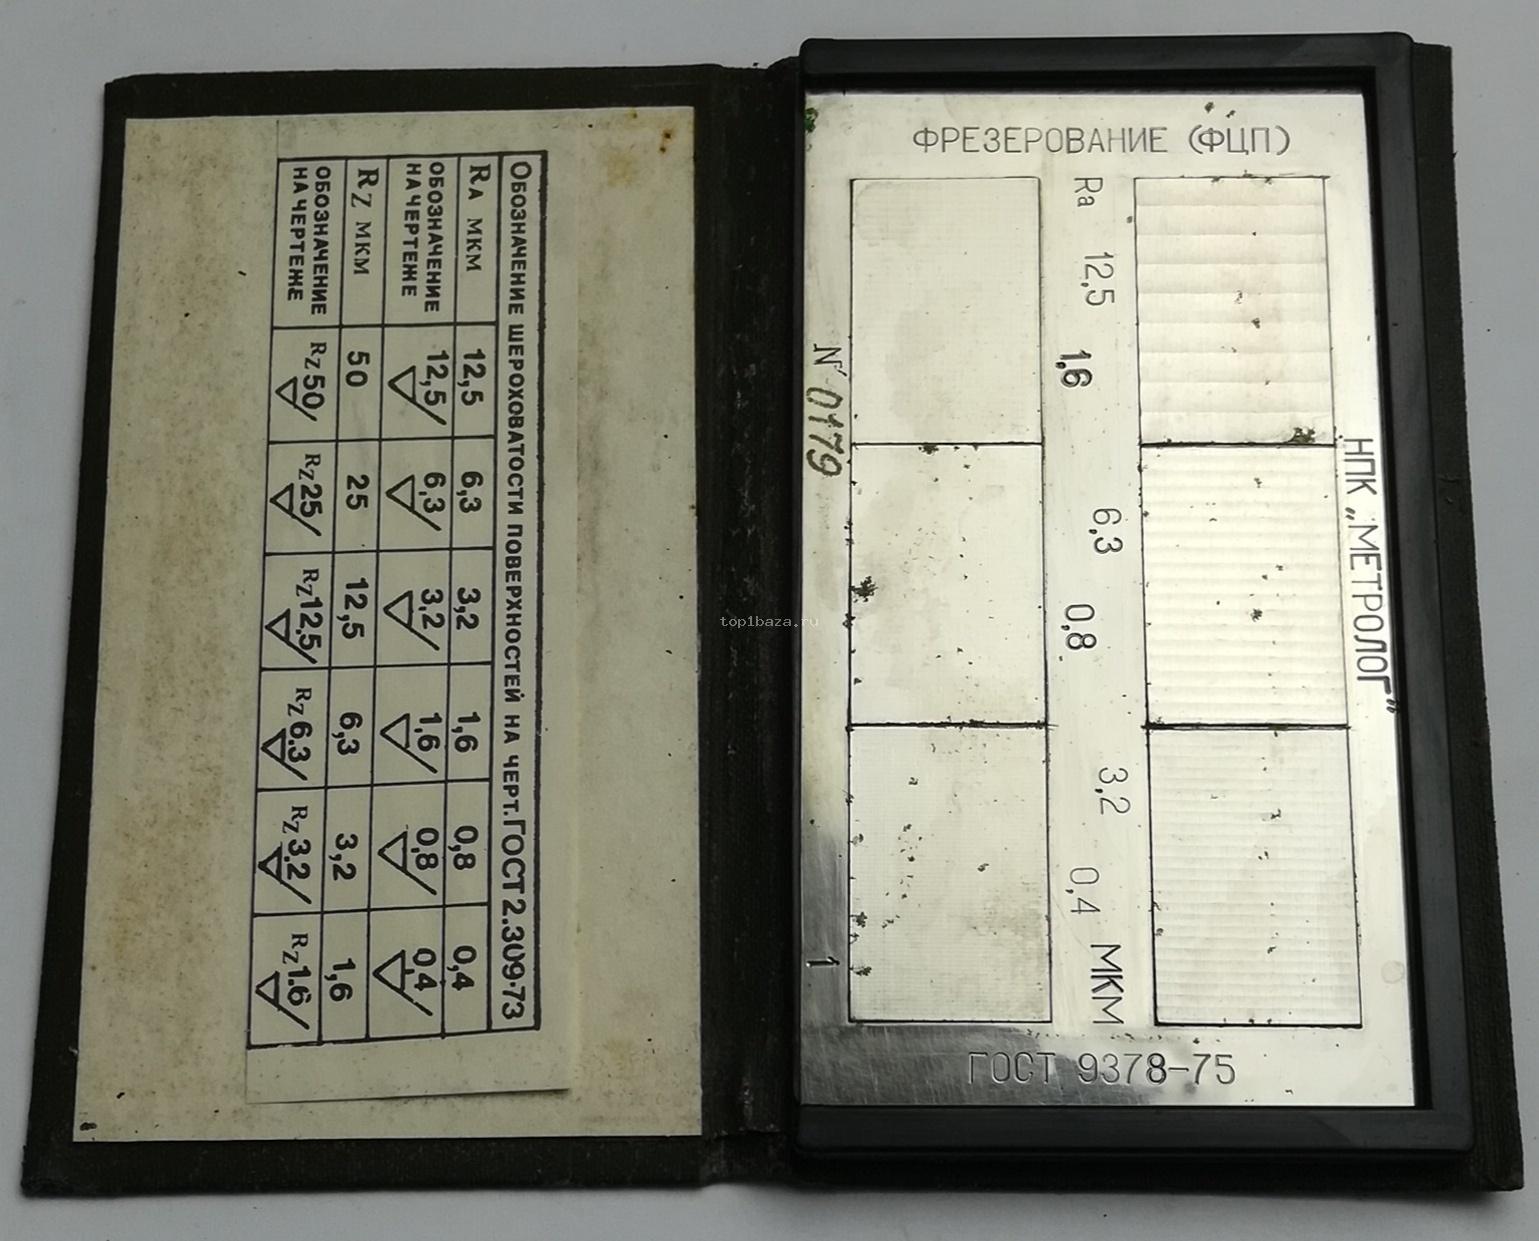 Обозначение шероховатости поверхностей на черт. ГОСТ 2.309-73
RA МКМ 12,5 6,3 3,2 1,6 0,8 0,4
ОБОЗНАЧЕНИЕ НА ЧЕРТЕЖЕ 12,5 6,3 3,2 1,6 0,8 0,4
RZ МКМ 50 25 12,5 6,3 3,2 1,6
ОБОЗНАЧЕНИЕ НА ЧЕРТЕЖЕ RZ50 RZ25 RZ12,5 RZ6.3 RZ3,2 RZ1.6
ФРЕЗЕРОВАНИЕ (ФЦП)
НПК „МЕТРОЛОГ”
Ra 12,5 6,3 3,2 МКМ
1,6 0,8 0,4
N 0179 1
ГОСТ 9378-75
top1baza.ru